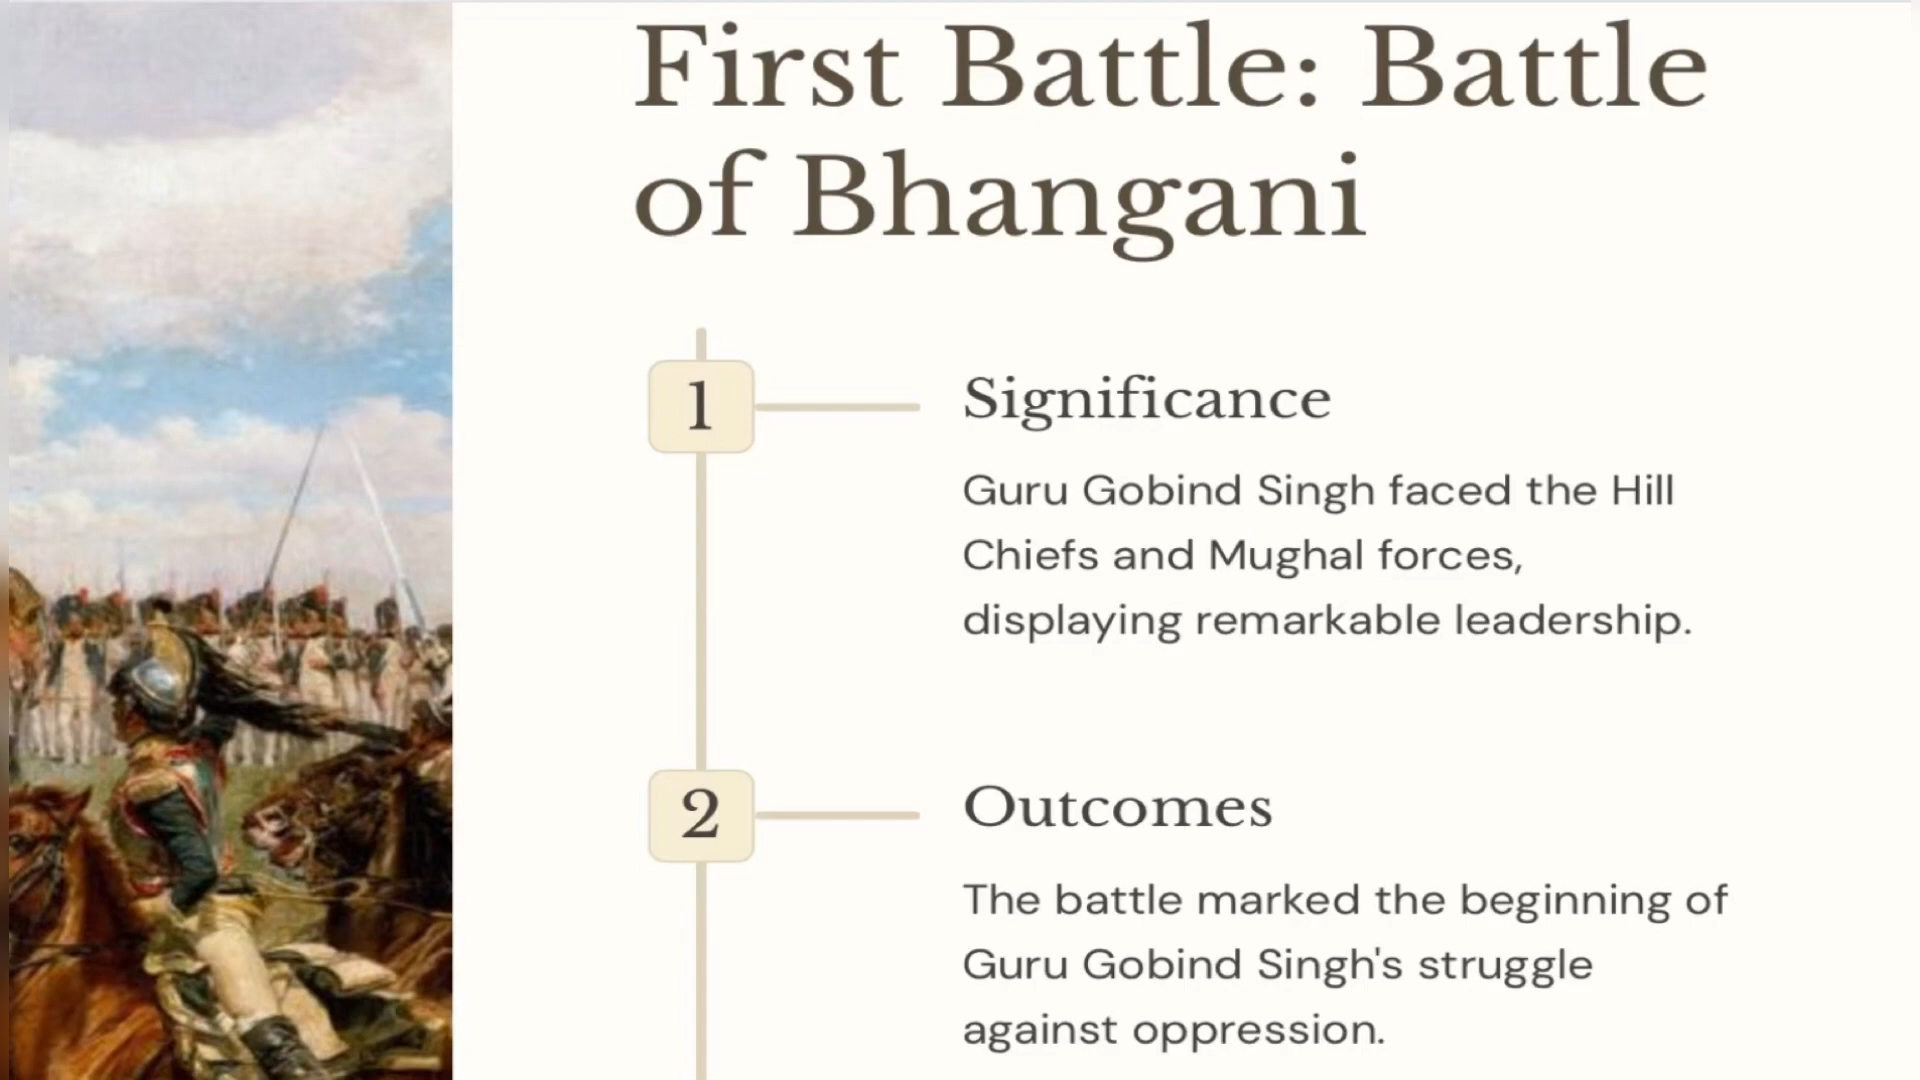 First Battle: Battle
of Bhangani
1
Significance
Guru Gobind Singh faced the Hill
Chiefs and Mughal forces,
displaying remarkable leadership.
2
Outcomes
The battle marked the beginning of
Guru Gobind Singh's struggle
against oppression.